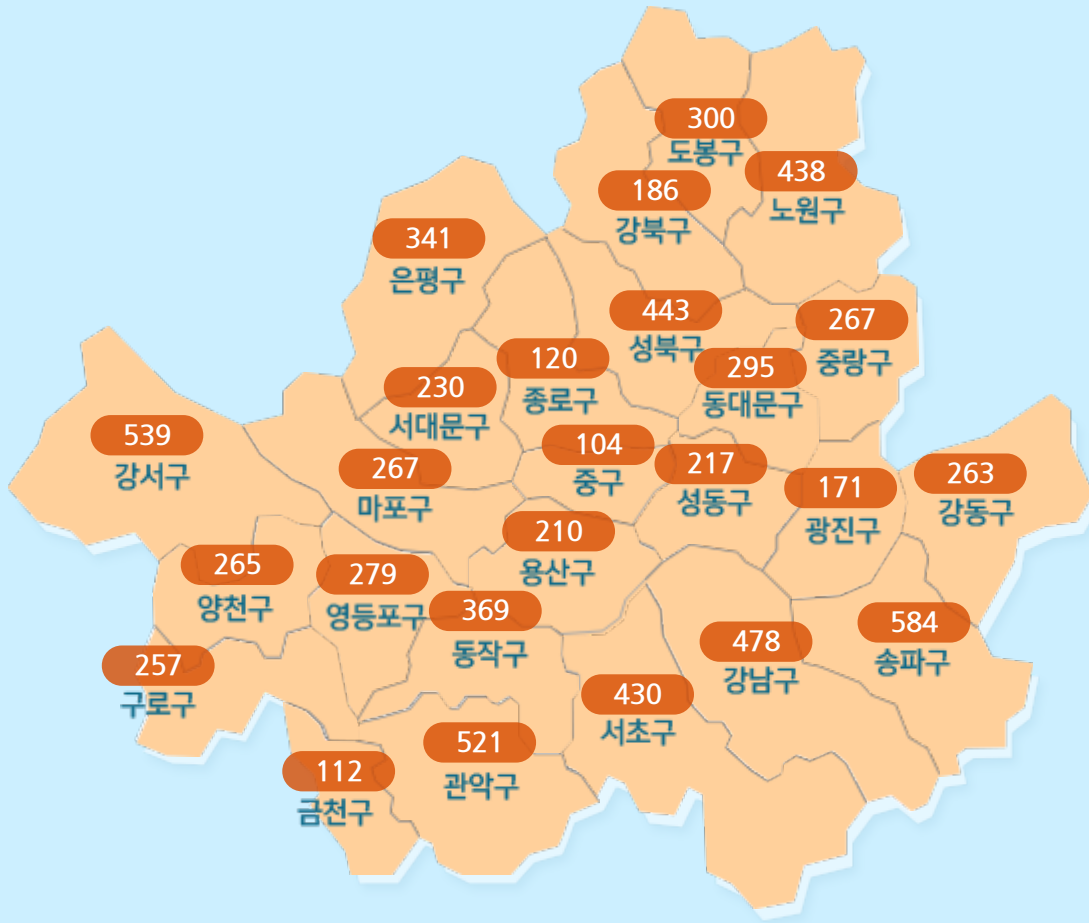 300
도봉구
438
노원구
186
강북구
341
은평구
443
성북구
267
중랑구
120
종로구
295
동대문구
230
서대문구
539
강서구
104
중구
267
마포구
217
성동구
171
광진구
263
강동구
210
용산구
265
양천구
279
영등포구
369
동작구
478
강남구
584
송파구
257
구로구
430
서초구
521
관악구
112
금천구